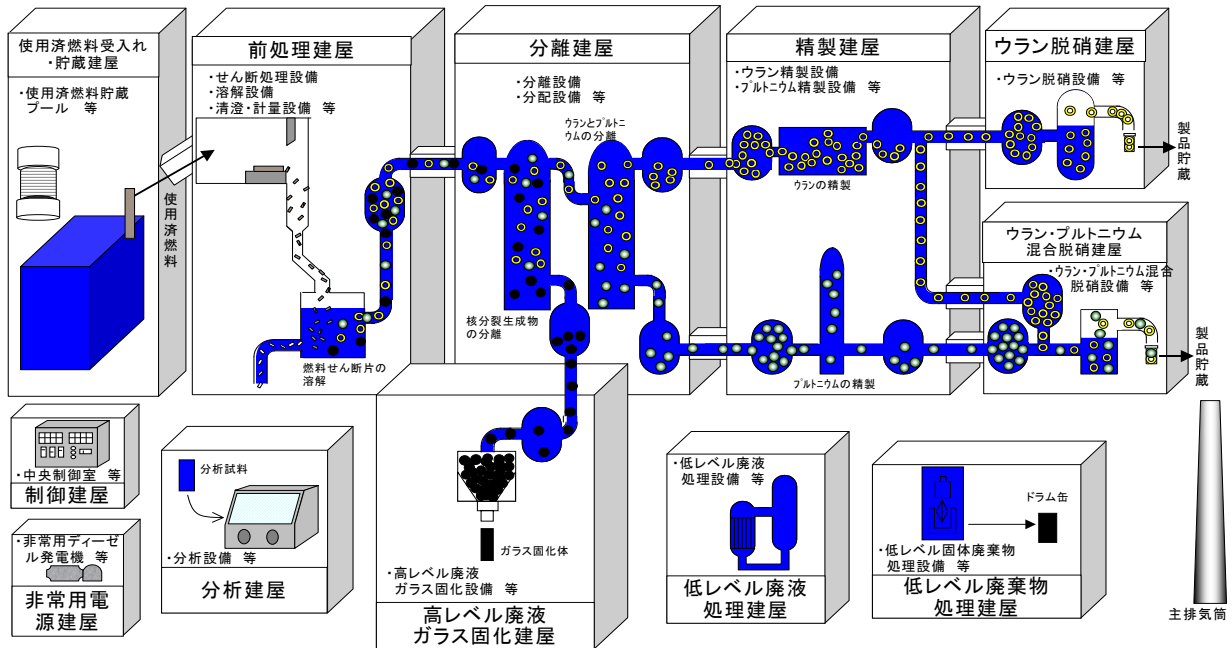 使用済燃料受入れ
・貯蔵建屋
・使用済燃料貯蔵
プール 等
使用済燃料
前処理建屋
・せん断処理設備
・溶解設備
・清澄・計量設備 等
燃料せん断片の
溶解
分離建屋
・分離設備
・分配設備 等
ウランとプルトニ
ウムの分離
核分裂生成物
の分離
精製建屋
・ウラン精製設備
・プルトニウム精製設備 等
ウランの精製
プルトニウムの精製
ウラン脱硝建屋
・ウラン脱硝設備 等
製品貯蔵
ウラン・プルトニウム
混合脱硝建屋
・ウラン・プルトニウム混合
脱硝設備 等
製品貯蔵
・中央制御室 等
制御建屋
・非常用ディーゼ
ル発電機 等
非常用電
源建屋
分析試料
・分析設備 等
分析建屋
ガラス固化体
・高レベル廃液
ガラス固化設備 等
高レベル廃液
ガラス固化建屋
・低レベル廃液
処理設備 等
低レベル廃液
処理建屋
ドラム缶
・低レベル固体廃棄物
処理設備等
低レベル廃棄物
処理建屋
主排気筒